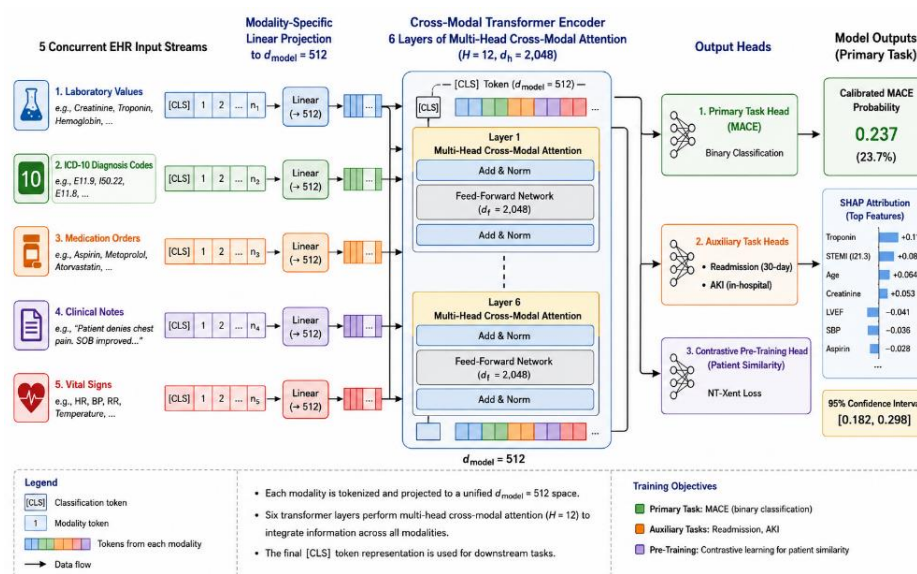 5 Concurrent EHR Input Streams
Modality-Specific
Linear Projection
to d_model = 512
Cross-Modal Transformer Encoder
6 Layers of Multi-Head Cross-Modal Attention
(H = 12, d_h = 2,048)
Output Heads
Model Outputs
(Primary Task)
1. Laboratory Values
e.g., Creatinine, Troponin,
Hemoglobin, ...
[CLS] 1 2 ... n₁
Linear
(→ 512)
...
10
2. ICD-10 Diagnosis Codes
e.g., E11.9, I50.22,
E11.8, ...
[CLS] 1 2 ... n₂
Linear
(→ 512)
...
3. Medication Orders
e.g., Aspirin, Metoprolol,
Atorvastatin, ...
[CLS] 1 2 ... n₃
Linear
(→ 512)
...
4. Clinical Notes
e.g., "Patient denies chest
pain. SOB improved..."
[CLS] 1 2 ... n₄
Linear
(→ 512)
...
5. Vital Signs
e.g., HR, BP, RR,
Temperature, ...
[CLS] 1 2 ... n₅
Linear
(→ 512)
...
[CLS] Token (d_model = 512)
[CLS]
...
Layer 1
Multi-Head Cross-Modal Attention
Add & Norm
Feed-Forward Network
(d_f = 2,048)
Add & Norm
Layer 6
Multi-Head Cross-Modal Attention
Add & Norm
Feed-Forward Network
(d_f = 2,048)
Add & Norm
...
d_model = 512
1. Primary Task Head
(MACE)
Binary Classification
2. Auxiliary Task Heads
• Readmission (30-day)
• AKI (in-hospital)
3. Contrastive Pre-Training Head
(Patient Similarity)
NT-Xent Loss
Calibrated MACE
Probability
0.237
(23.7%)
SHAP Attribution
(Top Features)
Troponin
STEMI (I21.3) +0.08
Age +0.064
Creatinine +0.053
LVEF −0.041
SBP −0.036
Aspirin −0.028
...
95% Confidence Interva
[0.182, 0.298]
Legend
[CLS] Classification token
1 Modality token
Tokens from each modality
Data flow
• Each modality is tokenized and projected to a unified d_model = 512 space.
• Six transformer layers perform multi-head cross-modal attention (H = 12) to
integrate information across all modalities.
• The final [CLS] token representation is used for downstream tasks.
Training Objectives
Primary Task: MACE (binary classification)
Auxiliary Tasks: Readmission, AKI
Pre-Training: Contrastive learning for patient similarity